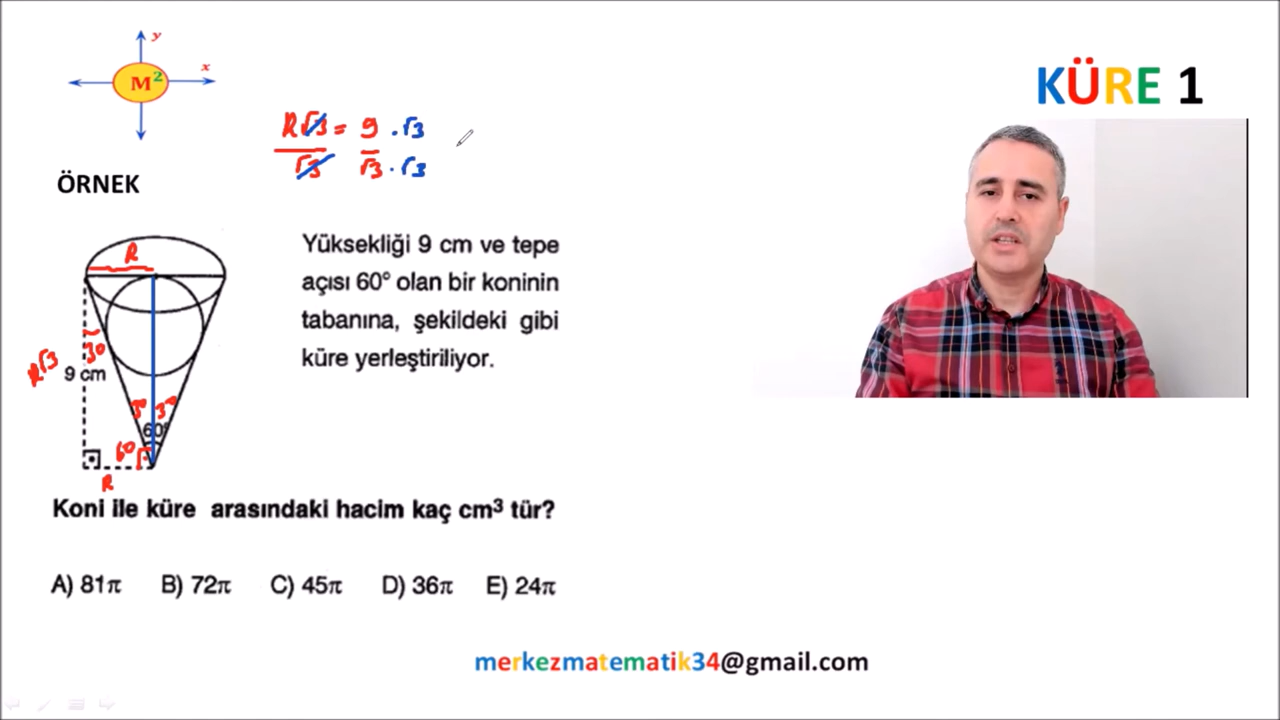 y
x
M²
KÜRE 1
R√3 = 9 . √3
√3 √3 . √3
ÖRNEK
R
Yüksekliği 9 cm ve tepe
açısı 60° olan bir koninin
tabanına, şekildeki gibi
küre yerleştiriliyor.
30
R√3
9 cm
30 30
60°
60
R
Koni ile küre arasındaki hacim kaç cm³ tür?
A) 81π B) 72π C) 45π D) 36π E) 24π
merkezmatematik34@gmail.com